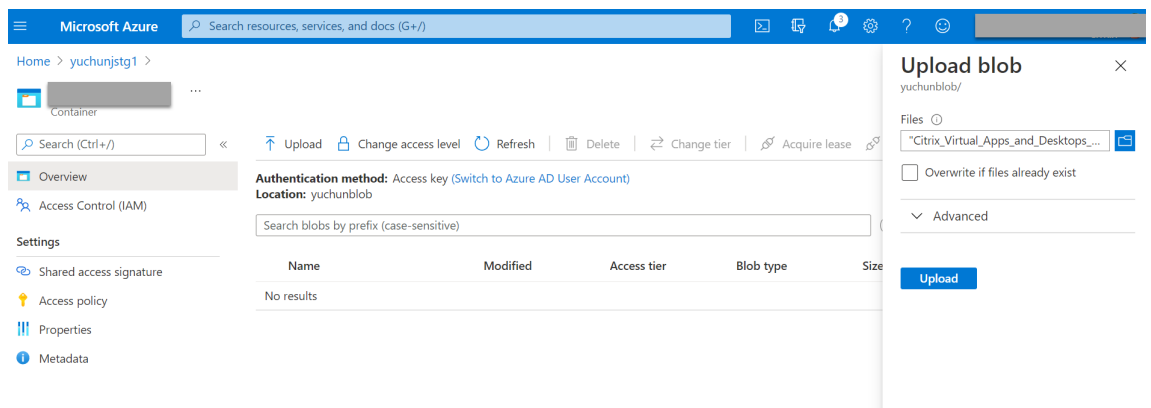 Microsoft Azure
Search resources, services, and docs (G+/)
3
Home > yuchunjstg1 >
...
Container
Search (Ctrl+/)
«
Overview
Access Control (IAM)
Settings
Shared access signature
Access policy
Properties
Metadata
Upload
Change access level
Refresh
Delete
Change tier
Acquire lease
Authentication method: Access key (Switch to Azure AD User Account)
Location: yuchunblob
Search blobs by prefix (case-sensitive)
Name Modified Access tier Blob type Size
No results
Upload blob
yuchunblob/
Files
"Citrix_Virtual_Apps_and_Desktops_...
Overwrite if files already exist
Advanced
Upload